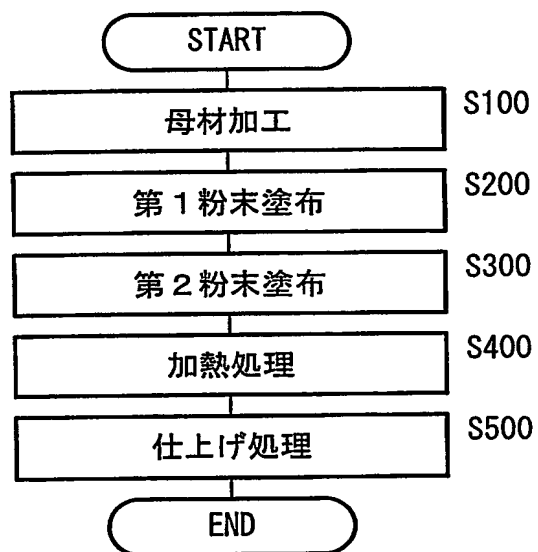 START
母材加工 S100
第1粉末塗布 S200
第2粉末塗布 S300
加熱処理 S400
仕上げ処理 S500
END